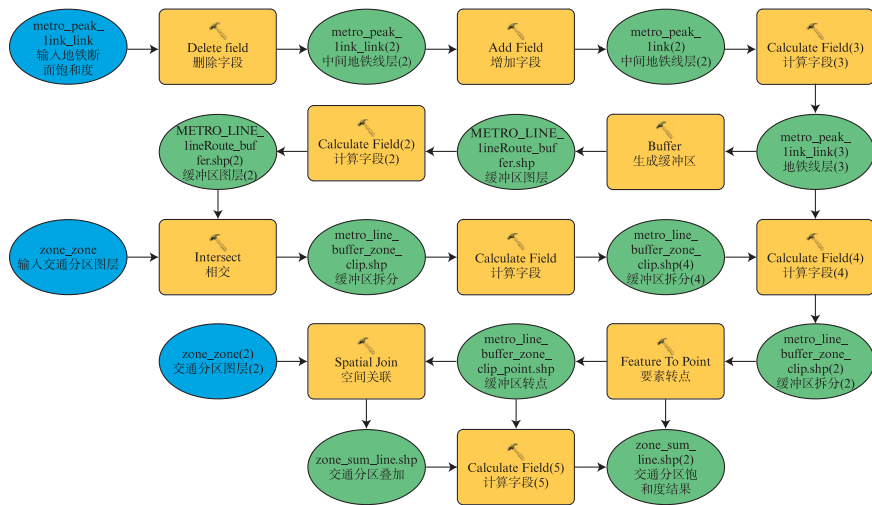 metro_peak_
1ink_link
输入地铁断
面饱和度
Delete field
删除字段
metro_peak_
1ink_link(2)
中间地铁线层(2)
Add Field
增加字段
metro_peak_
1ink_link(2)
中间地铁线层(2)
Calculate Field(3)
计算字段(3)
METRO_LINE_
1ineRoute_buf
fer.shp(2)
缓冲区图层(2)
Calculate Field(2)
计算字段(2)
METRO_LINE_
1ineRoute_buf
fer.shp
缓冲区图层
Buffer
生成缓冲区
metro_peak_
1ink_link(3)
地铁线层(3)
zone_zone
输入交通分区图层
Intersect
相交
metro_line_
buffer_zone_
clip.shp
缓冲区拆分
Calculate Field
计算字段
metro_line_
buffer_zone_
clip.shp(4)
缓冲区拆分(4)
Calculate Field(4)
计算字段(4)
zone_zone(2)
交通分区图层(2)
Spatial Join
空间关联
metro_line_
buffer_zone_
clip_point.shp
缓冲区转点
Feature To Point
要素转点
metro_line_
buffer_zone_
clip.shp(2)
缓冲区拆分(2)
zone_sum_line.shp
交通分区叠加
Calculate Field(5)
计算字段(5)
zone_sum_
line.shp(2)
交通分区饱
和度结果